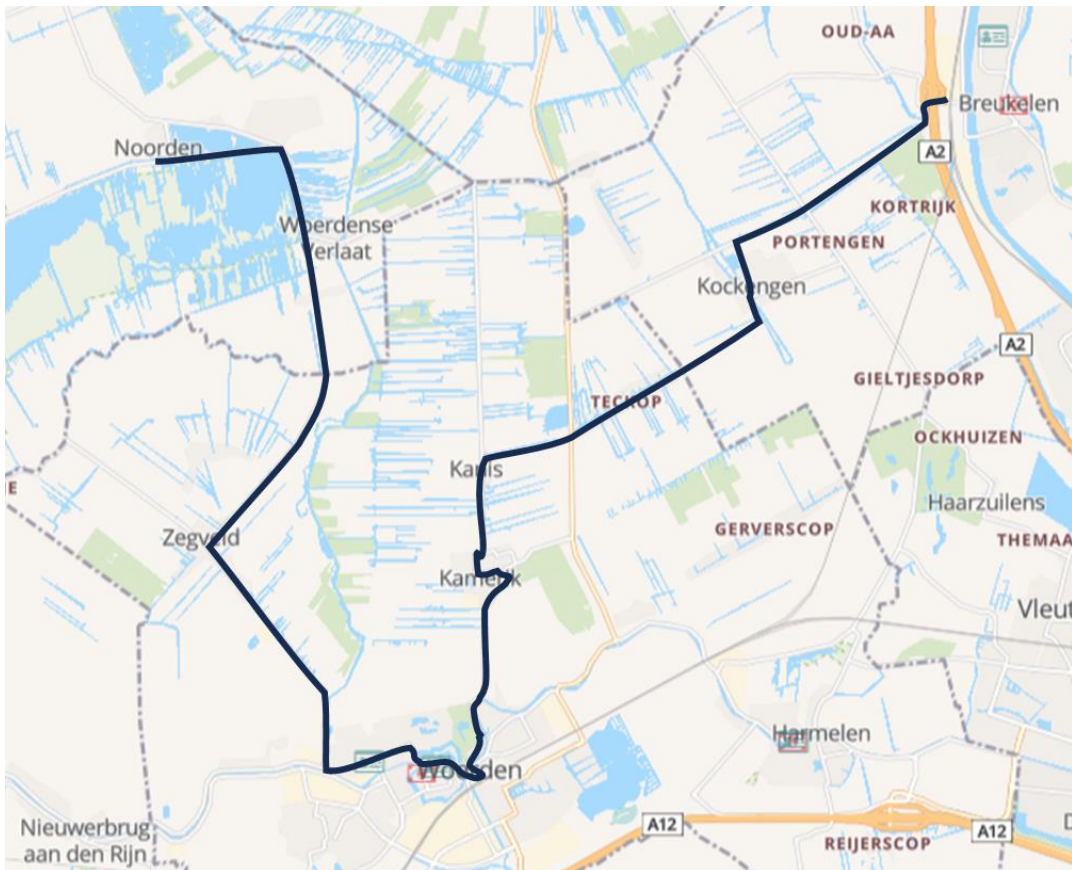 OUD-AA
Breukelen
Noorden
A2
KORTRIJK
Woerdense
Verlaat
PORTENGEN
Kockengen
A2
GIELTJESDORP
TECKOP
OCKHUIZEN
Kanis
E
Haarzuilens
Zegveld
GERVERSCOP
THEMAA
Kamerik
Vleut
Harmelen
Woerden
Nieuwerbrug
aan den Rijn
A12
A12
D
REIJERSCOP